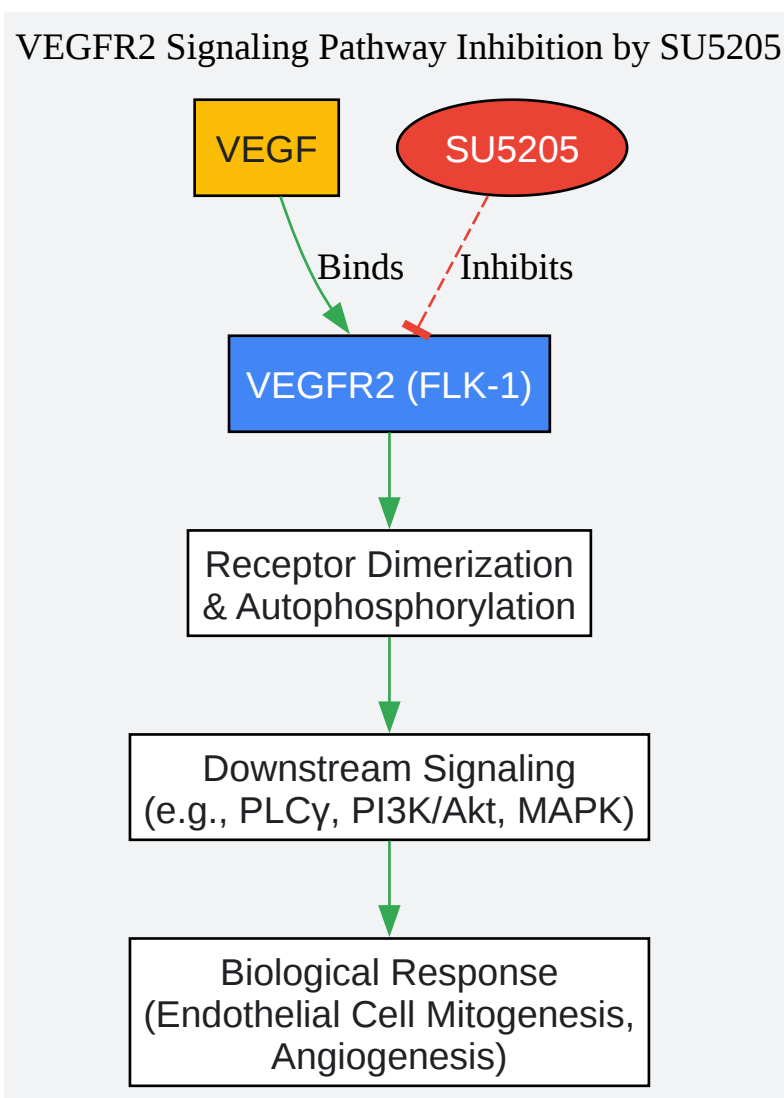 VEGFR2 Signaling Pathway Inhibition by SU5205
VEGF
SU5205
Binds
Inhibits
VEGFR2 (FLK-1)
Receptor Dimerization
& Autophosphorylation
Downstream Signaling
(e.g., PLCγ, PI3K/Akt, MAPK)
Biological Response
(Endothelial Cell Mitogenesis,
Angiogenesis)